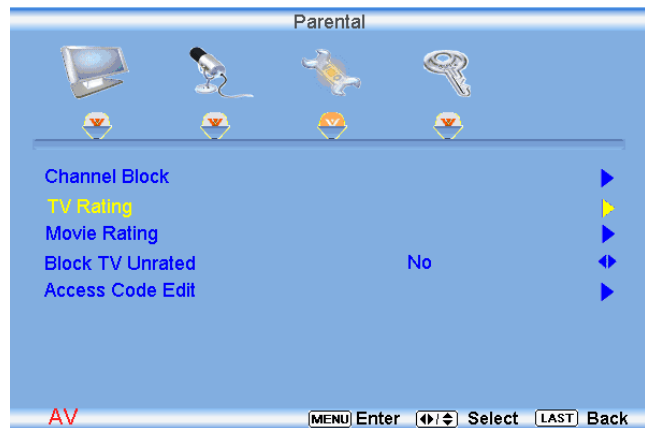 Parental
Channel Block
TV Rating
Movie Rating
Block TV Unrated No
Access Code Edit
AV MENU Enter Select LAST Back